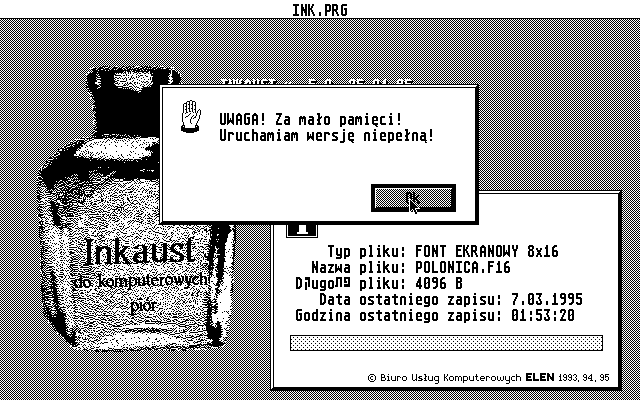 INK.PRG
UWAGA! Za mało pamięci!
Uruchamiam wersję niepełną!
Ok
Inkaust
do komputerowych
piór
Typ pliku: FONT EKRANOWY 8x16
Nazwa pliku: POLONICA.F16
pliku: 4096 B
Data ostatniego zapisu: 7.03.1995
Godzina ostatniego zapisu: 01:53:20
© Biuro Usług Komputerowych ELEN 1993, 94, 95